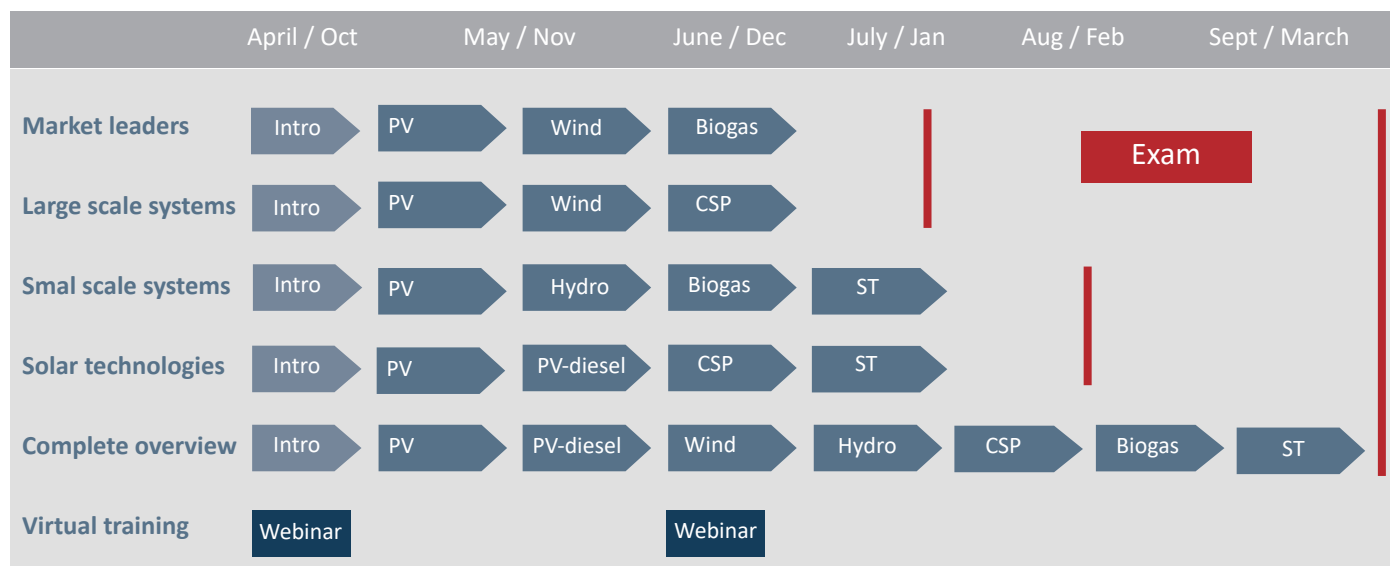 April / Oct May / Nov June / Dec July / Jan Aug / Feb Sept / March
Market leaders Intro PV Wind Biogas Exam
Large scale systems Intro PV Wind CSP
Smal scale systems Intro PV Hydro Biogas ST
Solar technologies Intro PV PV-diesel CSP ST
Complete overview Intro PV PV-diesel Wind Hydro CSP Biogas ST
Virtual training Webinar Webinar